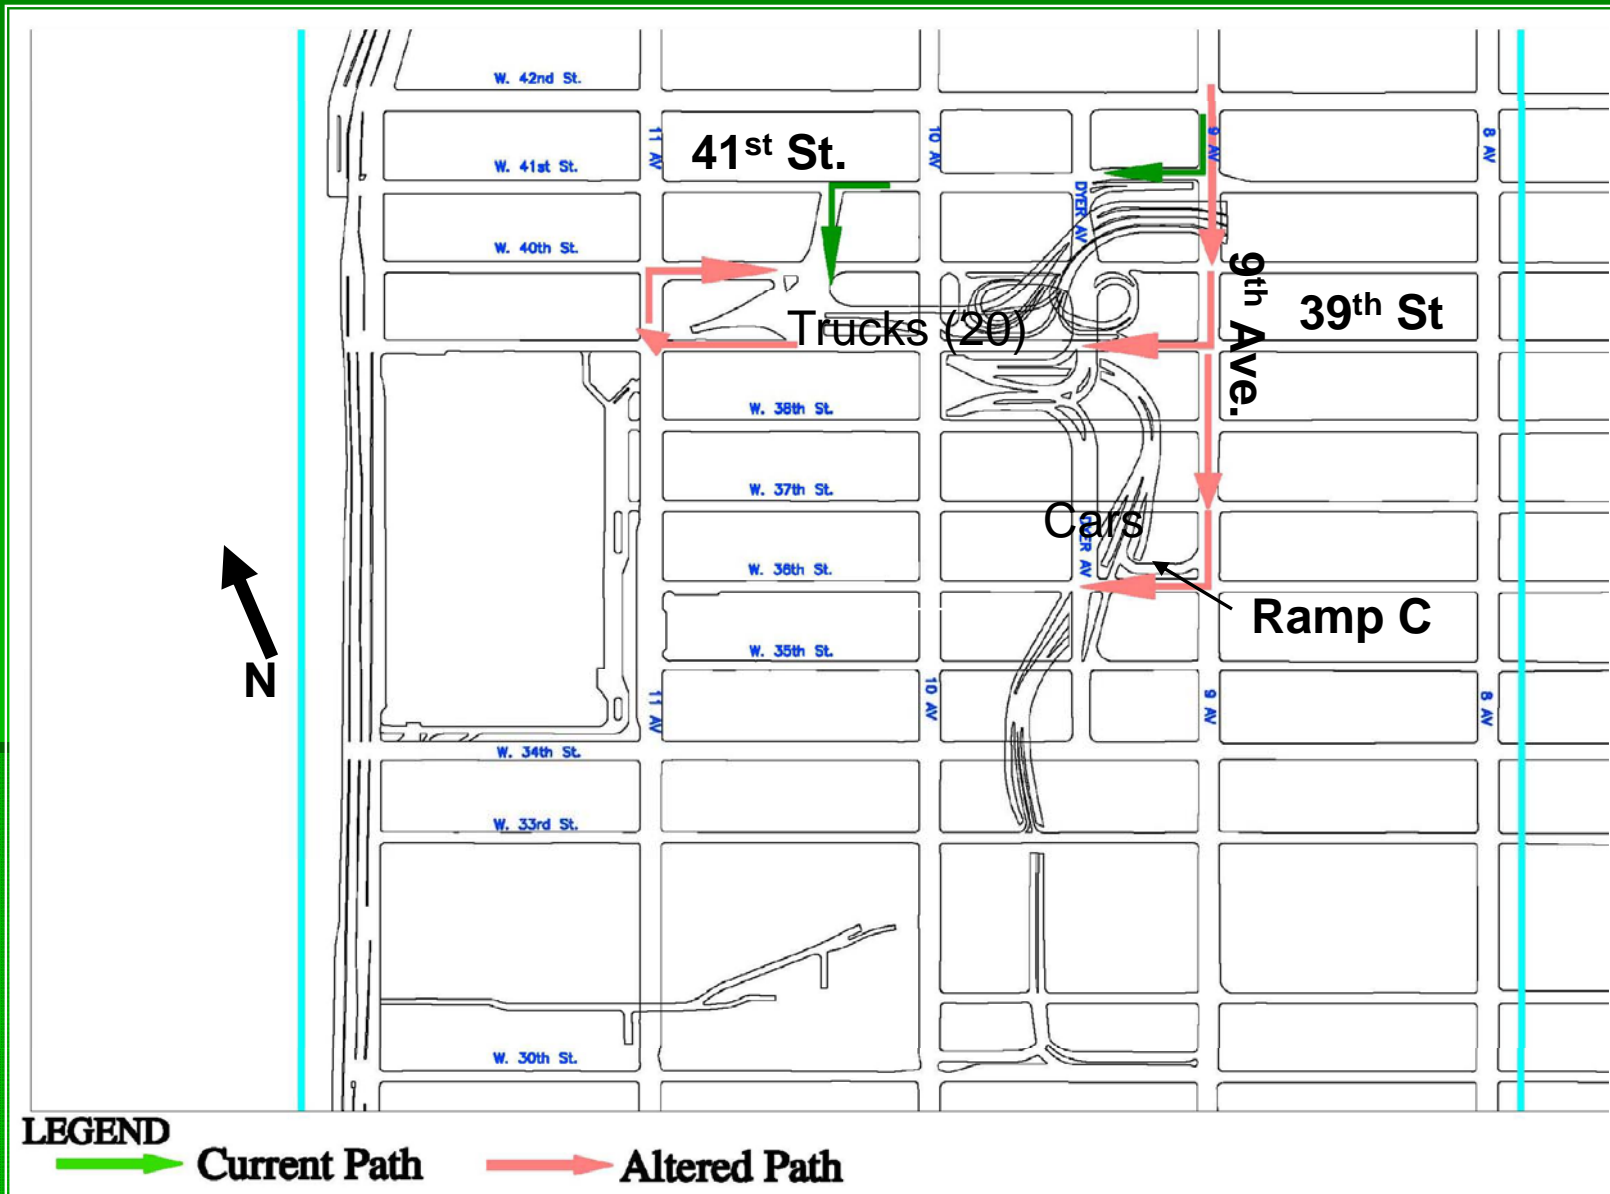 W. 42nd St.
11 AV
41st St.
10 AV
9 AV
8 AV
W. 41st St.
DYER AV
W. 40th St.
9th Ave.
39th St
Trucks (20)
W. 38th St.
W. 37th St.
Cars
DYER AV
W. 36th St.
Ramp C
W. 35th St.
N
11 AV
10 AV
9 AV
8 AV
W. 34th St.
W. 33rd St.
W. 30th St.
LEGEND
Current Path
Altered Path